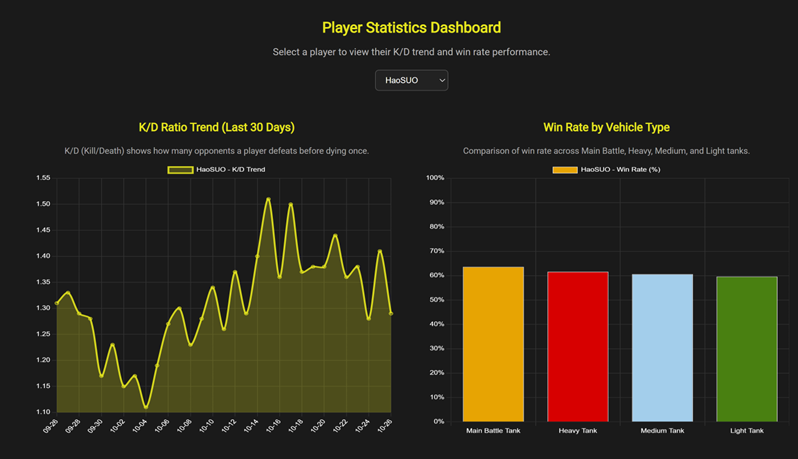 Player Statistics Dashboard
Select a player to view their K/D trend and win rate performance.
HaoSUO
K/D Ratio Trend (Last 30 Days)
K/D (Kill/Death) shows how many opponents a player defeats before dying once.
HaoSUO - K/D Trend
1.55
1.50
1.45
1.40
1.35
1.30
1.25
1.20
1.15
1.10
09-26
09-28
09-30
10-02
10-04
10-06
10-08
10-10
10-12
10-14
10-16
10-18
10-20
10-22
10-24
10-26
Win Rate by Vehicle Type
Comparison of win rate across Main Battle, Heavy, Medium, and Light tanks.
HaoSUO - Win Rate (%)
100%
90%
80%
70%
60%
50%
40%
30%
20%
10%
0%
Main Battle Tank
Heavy Tank
Medium Tank
Light Tank